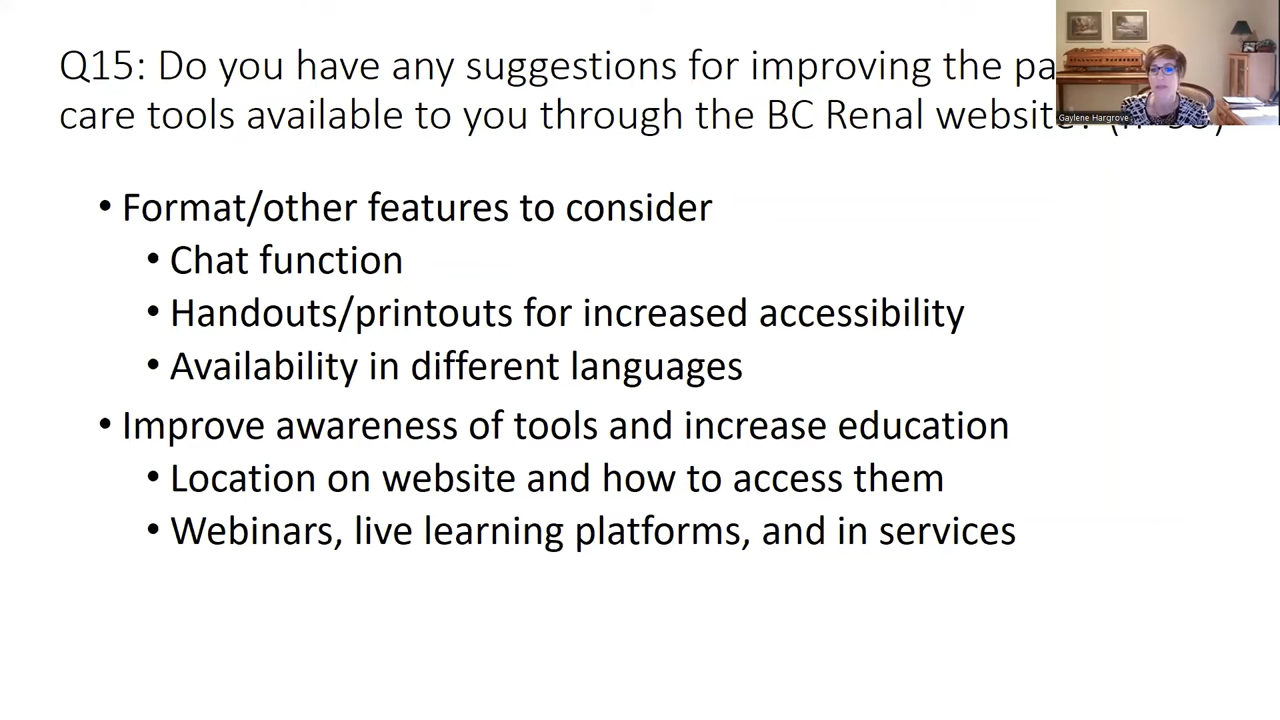 Q15: Do you have any suggestions for improving the
care tools available to you through the BC Renal website?
Gaylene Hargrove
• Format/other features to consider
• Chat function
• Handouts/printouts for increased accessibility
• Availability in different languages
• Improve awareness of tools and increase education
• Location on website and how to access them
• Webinars, live learning platforms, and in services